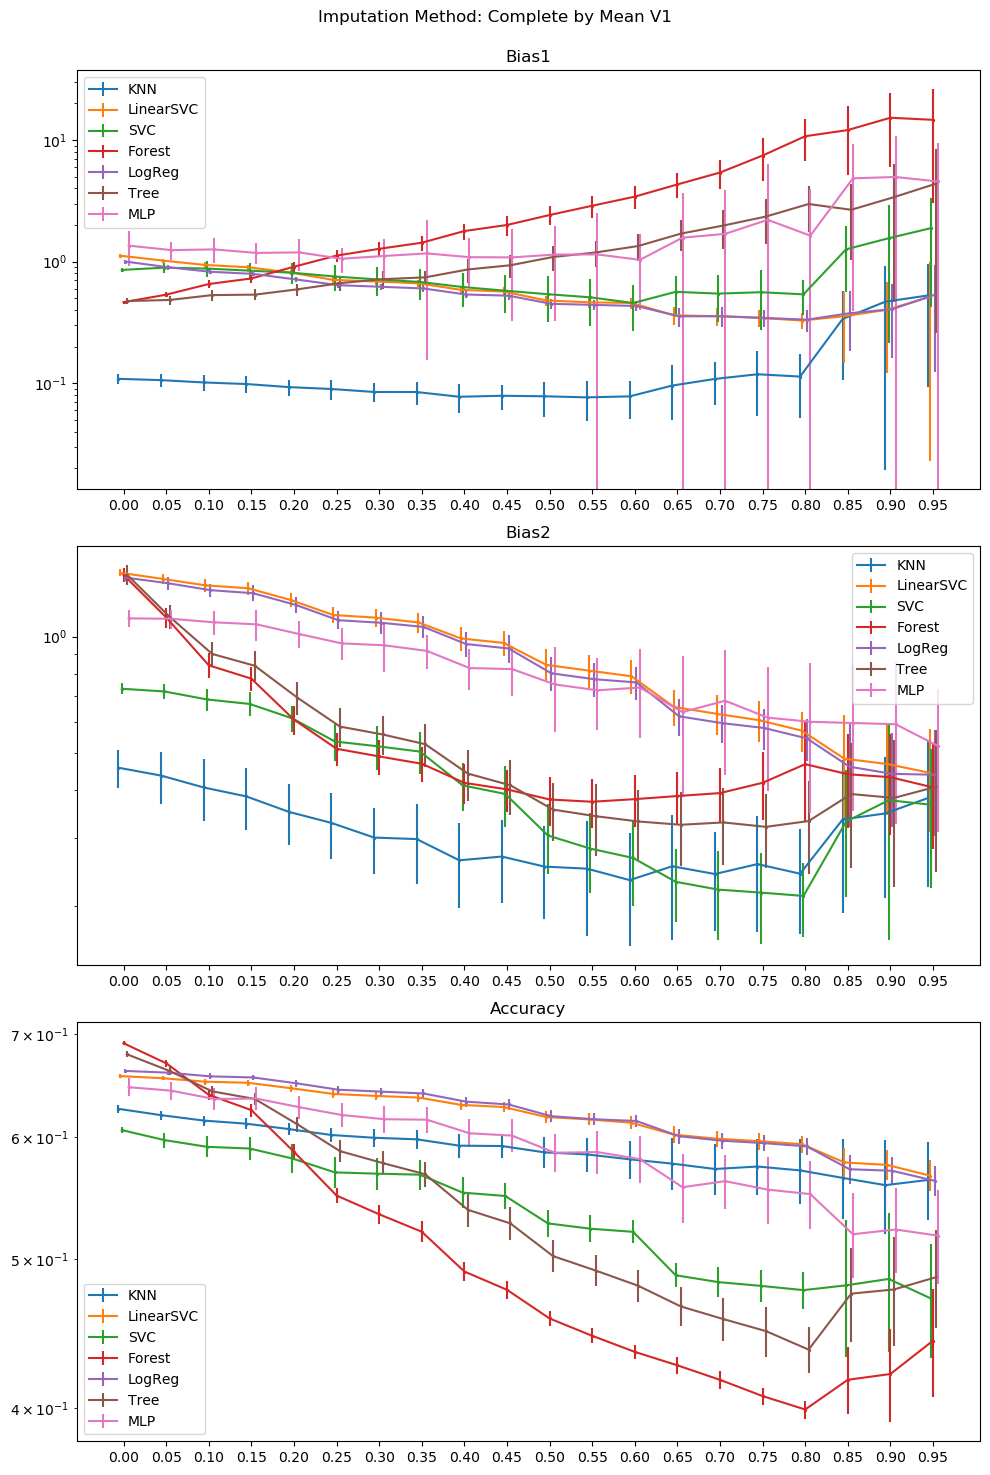 Imputation Method: Complete by Mean V1
Bias1
KNN
LinearSVC
SVC
Forest
LogReg
Tree
MLP
10¹
10⁰
10⁻¹
0.00 0.05 0.10 0.15 0.20 0.25 0.30 0.35 0.40 0.45 0.50 0.55 0.60 0.65 0.70 0.75 0.80 0.85 0.90 0.95
Bias2
KNN
LinearSVC
SVC
Forest
LogReg
Tree
MLP
10⁰
0.00 0.05 0.10 0.15 0.20 0.25 0.30 0.35 0.40 0.45 0.50 0.55 0.60 0.65 0.70 0.75 0.80 0.85 0.90 0.95
Accuracy
7 × 10⁻¹
6 × 10⁻¹
5 × 10⁻¹
4 × 10⁻¹
KNN
LinearSVC
SVC
Forest
LogReg
Tree
MLP
0.00 0.05 0.10 0.15 0.20 0.25 0.30 0.35 0.40 0.45 0.50 0.55 0.60 0.65 0.70 0.75 0.80 0.85 0.90 0.95